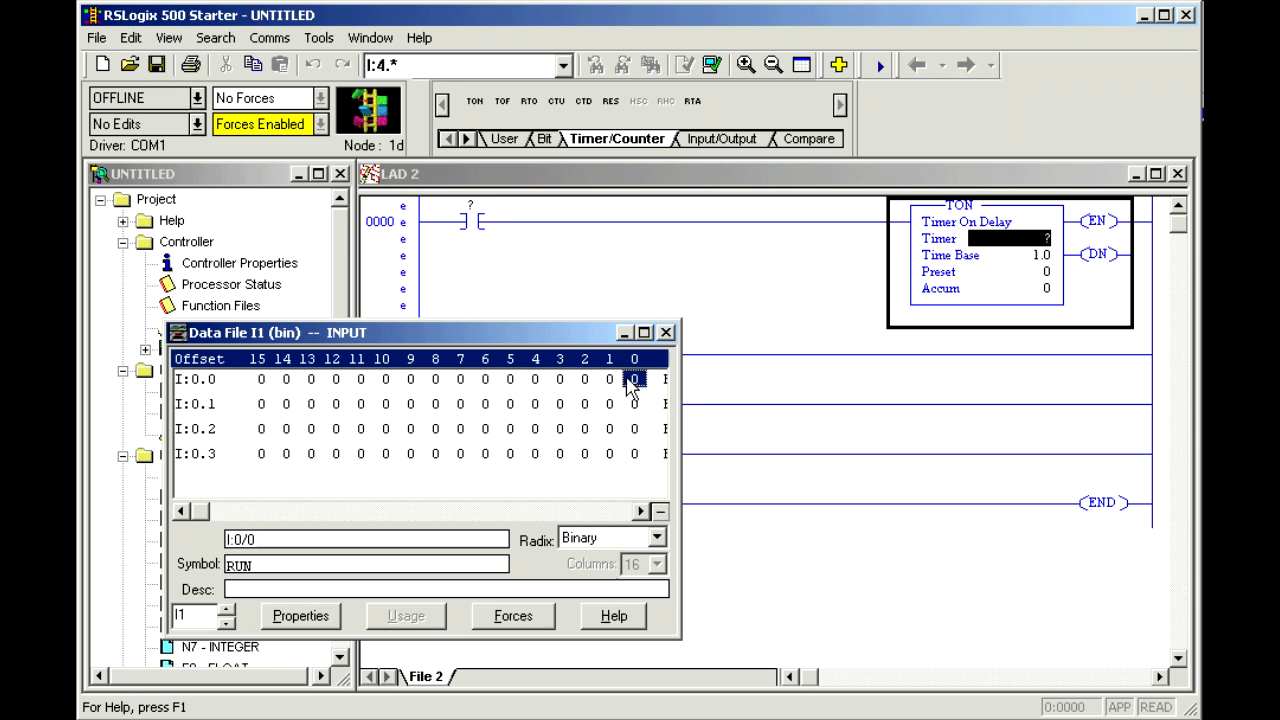 RSLogix 500 Starter - UNTITLED
File Edit View Search Comms Tools Window Help
I:4.*
OFFLINE No Forces
No Edits Forces Enabled
Driver: COM1 Node : 1d
TON TOF RTO CTU CTD RES HSC RHC RTA
User Bit Timer/Counter Input/Output Compare
UNTITLED
Project
Help
Controller
Controller Properties
Processor Status
Function Files
N7 - INTEGER
LAD 2
0000
e
e
e
e
e
e
e
?
TON
Timer On Delay
Timer ?
Time Base 1.0
Preset 0
Accum 0
EN
DN
END
Data File I1 (bin) -- INPUT
Offset 15 14 13 12 11 10 9 8 7 6 5 4 3 2 1 0
I:0.0 0 0 0 0 0 0 0 0 0 0 0 0 0 0 0 0
I:0.1 0 0 0 0 0 0 0 0 0 0 0 0 0 0 0 0
I:0.2 0 0 0 0 0 0 0 0 0 0 0 0 0 0 0 0
I:0.3 0 0 0 0 0 0 0 0 0 0 0 0 0 0 0 0
I:0/0 Radix: Binary
Symbol: RUN Columns: 16
Desc:
I1 Properties Usage Forces Help
File 2
For Help, press F1 0:0000 APP READ